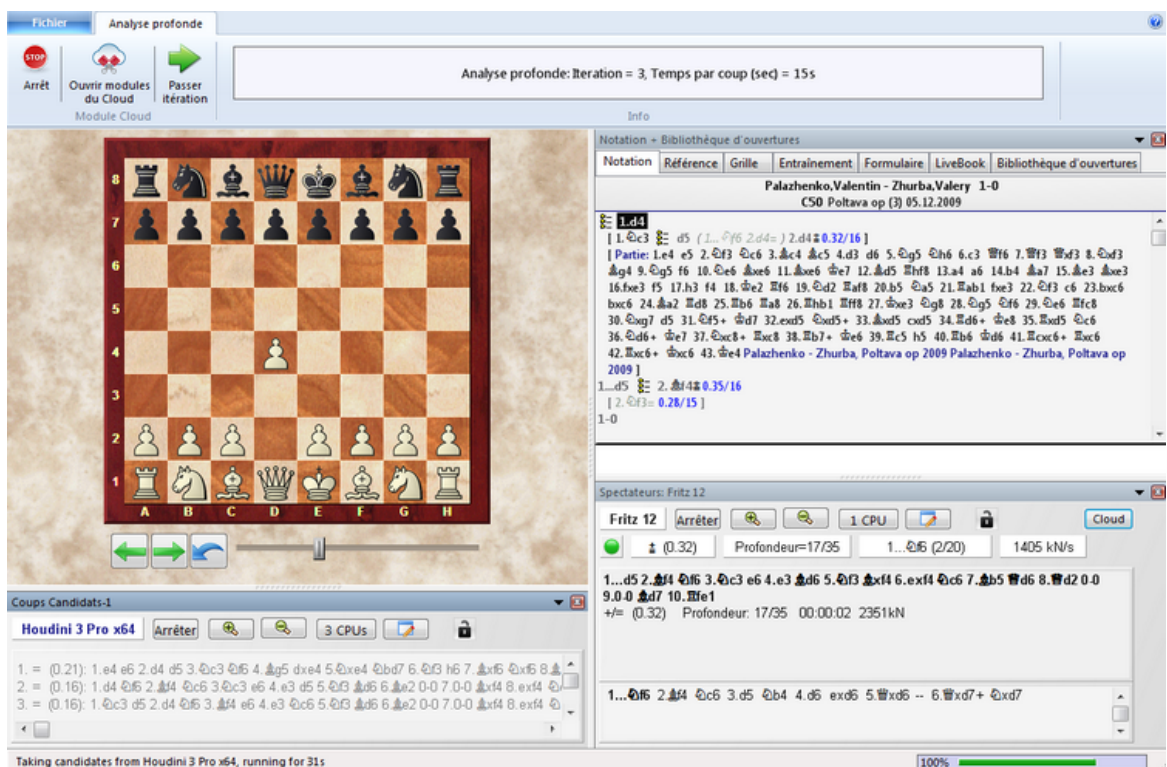 Fichier
Analyse profonde
STOP
Arrêt
Ouvrir modules
du Cloud
Passer
itération
Module Cloud
Analyse profonde: Iteration = 3, Temps par coup (sec) = 15s
Info
8
7
6
5
4
3
2
1
A B C D E F G H
Notation + Bibliothèque d'ouvertures
Notation Référence Grille Entraînement Formulaire LiveBook Bibliothèque d'ouvertures
Palazhenko,Valentin - Zhurba,Valery 1-0
C50 Poltava op (3) 05.12.2009
1.d4
[ 1.♘c3 d5 (1...♘f6 2.d4= ) 2.d4⩲0.32/16 ]
[ Partie: 1.e4 e5 2.♘f3 ♘c6 3.♗c4 ♗c5 4.d3 d6 5.♘g5 ♘h6 6.c3 ♕f6 7.♕f3 ♕xf3 8.♘xf3
♗g4 9.♘g5 f6 10.♘e6 ♗xe6 11.♗xe6 ♔e7 12.♗d5 ♖hf8 13.a4 a6 14.b4 ♗a7 15.♗e3 ♗xe3
16.fxe3 f5 17.h3 f4 18.♔e2 ♖f6 19.♘d2 ♖af8 20.b5 ♘a5 21.♖ab1 fxe3 22.♘f3 c6 23.bxc6
bxc6 24.♗a2 ♖d8 25.♖b6 ♖a8 26.♖hb1 ♖ff8 27.♔xe3 ♘g8 28.♘g5 ♘f6 29.♘e6 ♖fc8
30.♘xg7 d5 31.♘f5+ ♔d7 32.exd5 ♘xd5+ 33.♗xd5 cxd5 34.♖d6+ ♔e8 35.♖xd5 ♘c6
36.♘d6+ ♔e7 37.♘xc8+ ♖xc8 38.♖b7+ ♔e6 39.♖c5 h5 40.♖b6 ♔d6 41.♖cxc6+ ♖xc6
42.♖xc6+ ♔xc6 43.♔e4 Palazhenko - Zhurba, Poltava op 2009 Palazhenko - Zhurba, Poltava op
2009 ]
1...d5 2.♗f4⩲0.35/16
[ 2.♘f3= 0.28/15 ]
1-0
Spectateurs: Fritz 12
Fritz 12 Arrêter 1 CPU Cloud
⩲ (0.32) Profondeur=17/35 1...♘f6 (2/20) 1405 kN/s
1...d5 2.♗f4 ♘f6 3.♘c3 e6 4.e3 ♗d6 5.♘f3 ♗xf4 6.exf4 ♘c6 7.♗b5 ♕d6 8.♕d2 0-0
9.0-0 ♗d7 10.♖fe1
+/= (0.32) Profondeur: 17/35 00:00:02 2351kN
1...♘f6 2.♗f4 ♘c6 3.d5 ♘b4 4.d6 exd6 5.♕xd6 -- 6.♕xd7+ ♘xd7
Coups Candidats-1
Houdini 3 Pro x64 Arrêter 3 CPUs
1. = (0.21): 1.e4 e6 2.d4 d5 3.♘c3 ♘f6 4.♗g5 dxe4 5.♘xe4 ♘bd7 6.♘f3 h6 7.♗xf6 ♘xf6 8.♗
2. = (0.16): 1.d4 ♘f6 2.♗f4 ♘c6 3.♘c3 e6 4.e3 d5 5.♘f3 ♗d6 6.♗e2 0-0 7.0-0 ♗xf4 8.exf4 ♘
3. = (0.16): 1.♘c3 d5 2.d4 ♘f6 3.♗f4 e6 4.e3 ♘c6 5.♘f3 ♗d6 6.♗e2 0-0 7.0-0 ♗xf4 8.exf4 ♘
Taking candidates from Houdini 3 Pro x64, running for 31s
100%